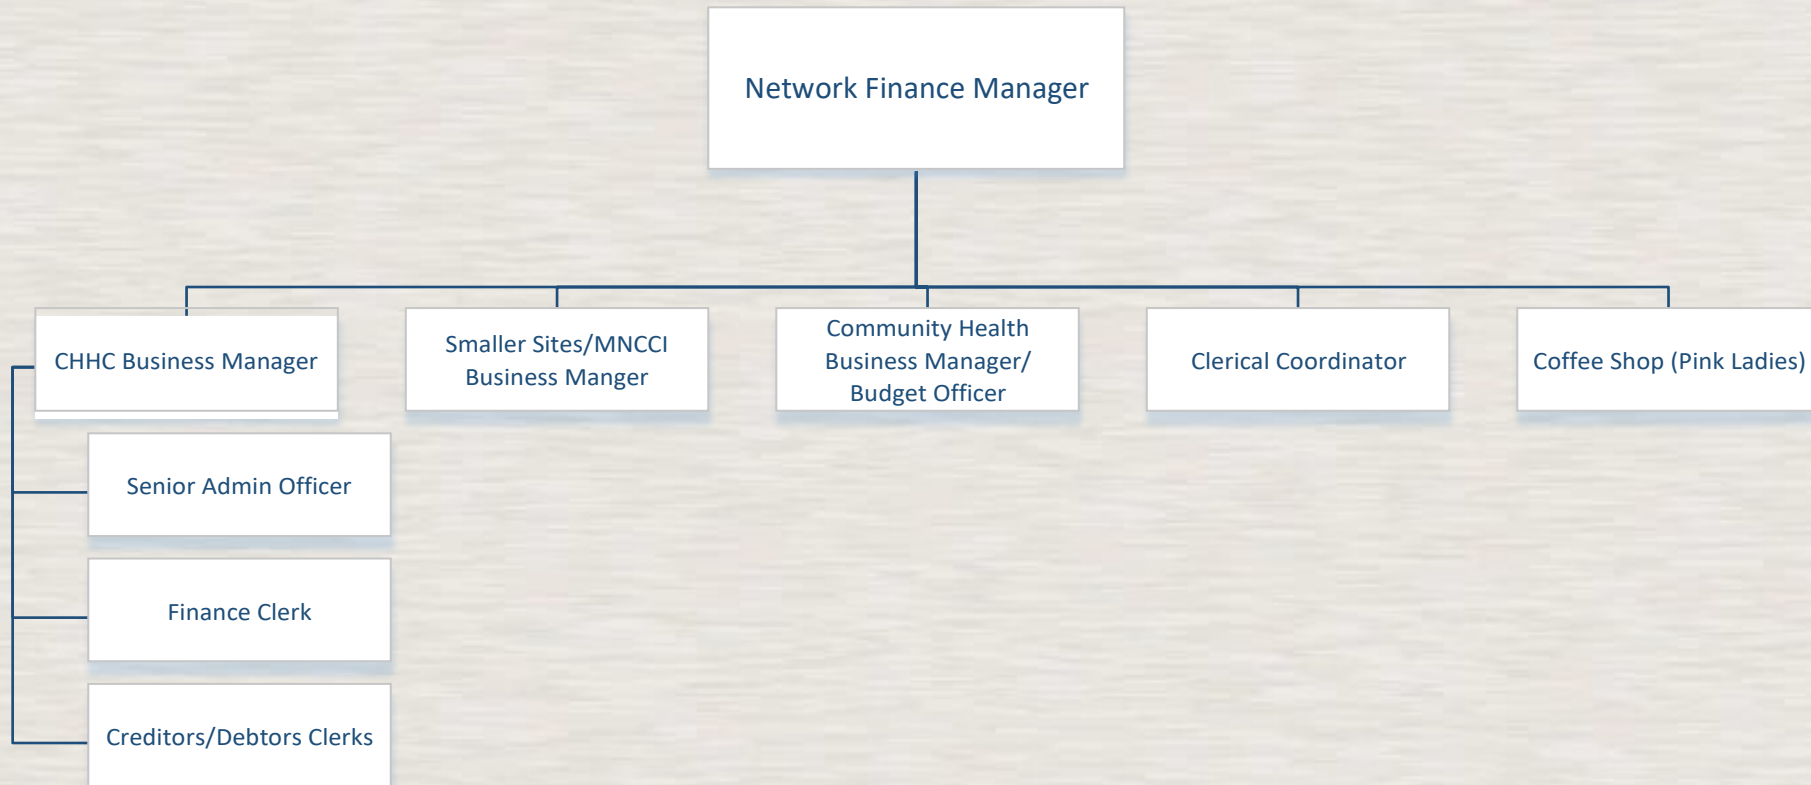 Network Finance Manager
CHHC Business Manager
Smaller Sites/MNCCI
Business Manger
Community Health
Business Manager/
Budget Officer
Clerical Coordinator
Coffee Shop (Pink Ladies)
Senior Admin Officer
Finance Clerk
Creditors/Debtors Clerks